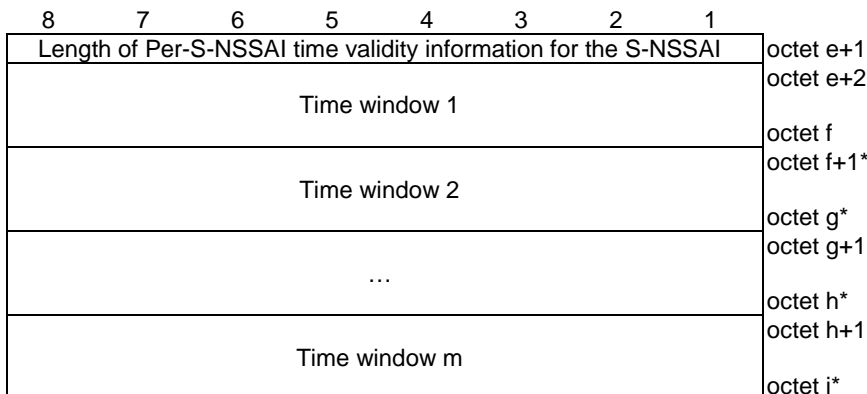 8 7 6 5 4 3 2 1
Length of Per-S-NSSAI time validity information for the S-NSSAI octet e+1
octet e+2
Time window 1
octet f
octet f+1*
Time window 2
octet g*
octet g+1
…
octet h*
octet h+1
Time window m
octet i*